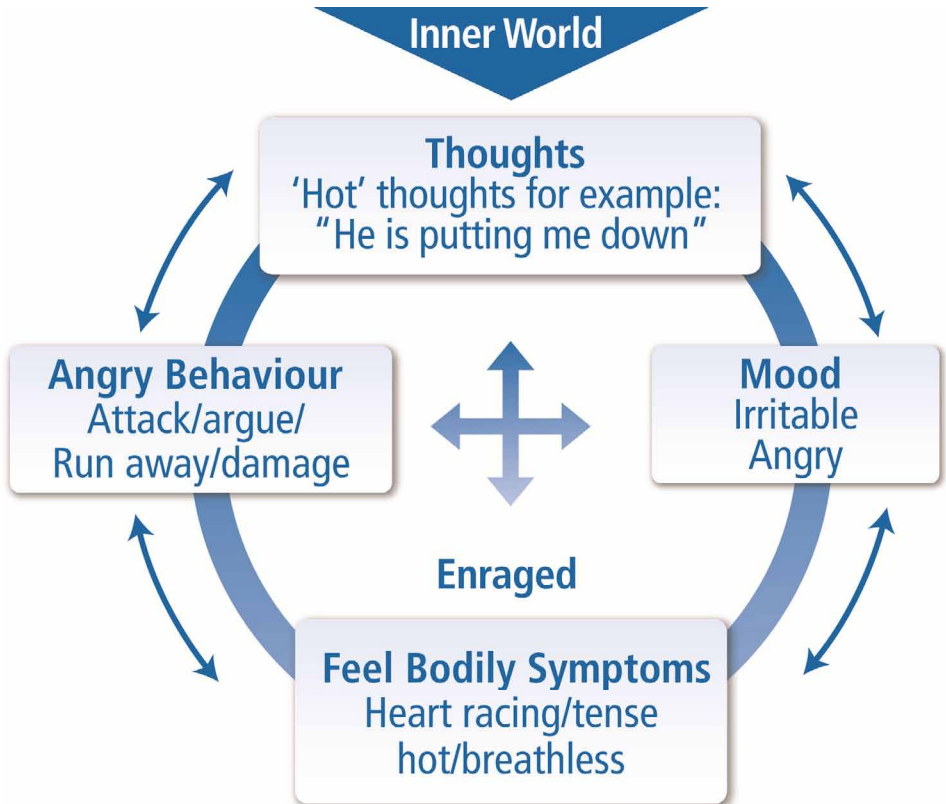 Inner World
Thoughts
'Hot' thoughts for example:
“He is putting me down”
Angry Behaviour
Attack/argue/
Run away/damage
Mood
Irritable
Angry
Enraged
Feel Bodily Symptoms
Heart racing/tense
hot/breathless